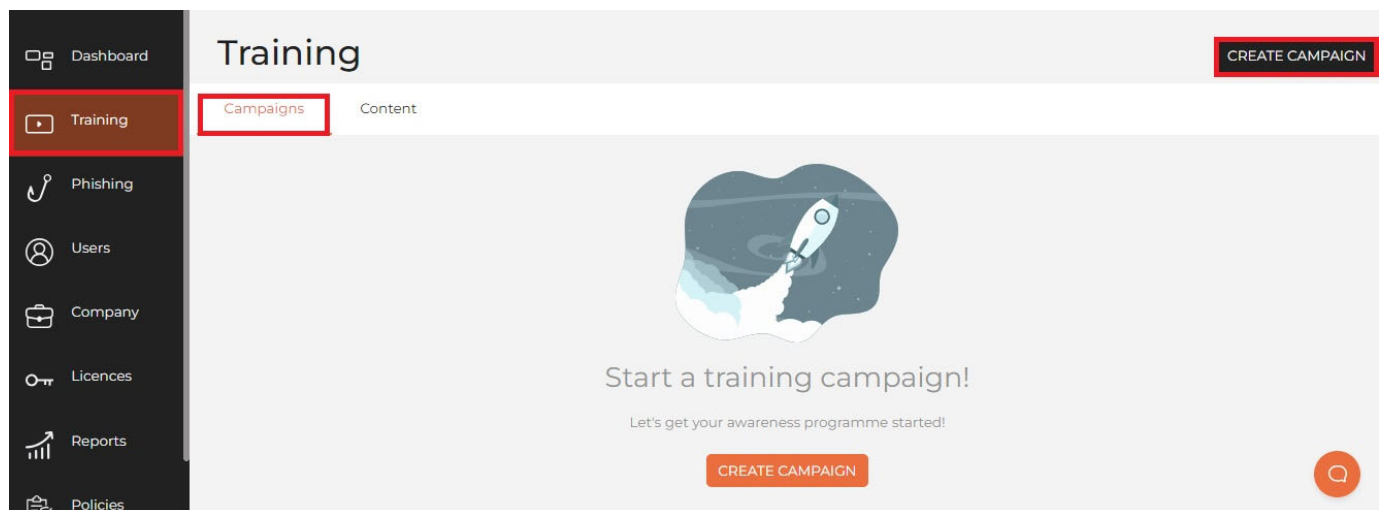 Dashboard
Training
Phishing
Users
Company
Licences
Reports
Policies
Training
CREATE CAMPAIGN
Campaigns Content
Start a training campaign!
Let's get your awareness programme started!
CREATE CAMPAIGN